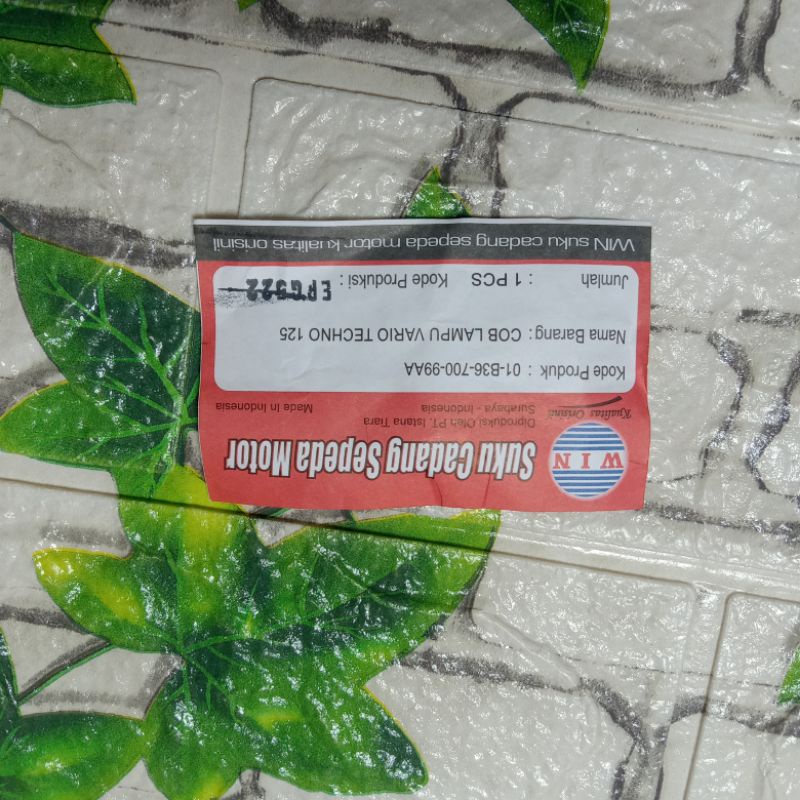 WIN
Kualitas Orisinil
Suku Cadang Sepeda Motor
Diproduksi Oleh PT. Istana Tiara
Surabaya - Indonesia
Made In Indonesia
Kode Produk : 01-B36-700-99AA
Nama Barang : COB LAMPU VARIO TECHNO 125
Jumlah : 1 PCS Kode Produksi :
WIN suku cadang sepeda motor kualitas orisinil